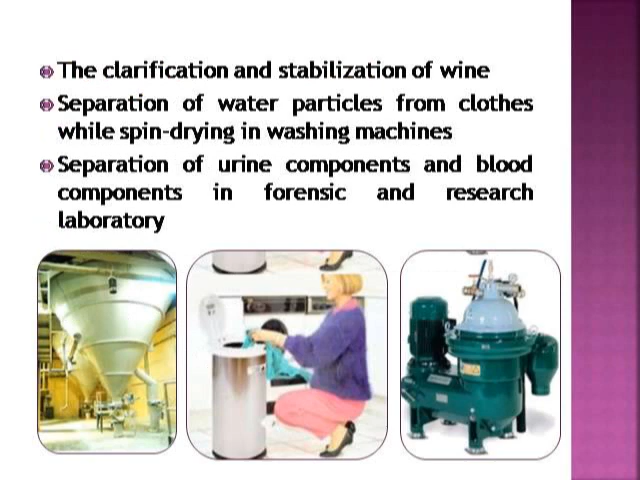 The clarification and stabilization of wine
Separation of water particles from clothes
while spin-drying in washing machines
Separation of urine components and blood
components in forensic and research
laboratory